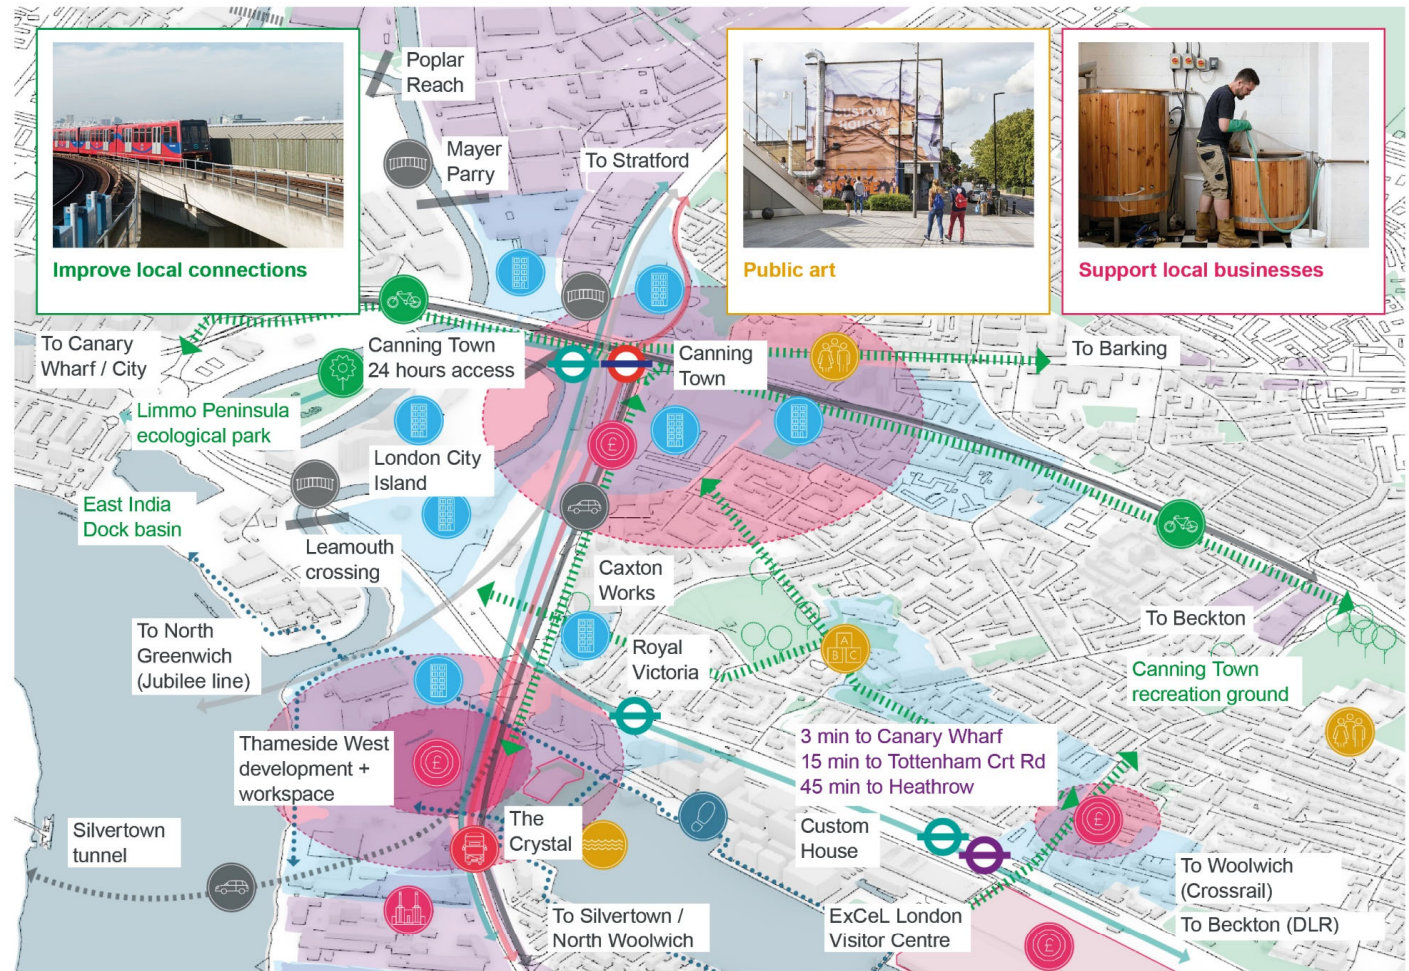 Poplar
Reach
Mayer
Parry
To Stratford
Improve local connections
CUSTOM
HOUSE
Public art
Support local businesses
To Canary
Wharf / City
Canning Town
24 hours access
Canning
Town
To Barking
Limmo Peninsula
ecological park
London City
Island
£
East India
Dock basin
Leamouth
crossing
Caxton
Works
To North
Greenwich
(Jubilee line)
Royal
Victoria
A
B C
To Beckton
Canning Town
recreation ground
Thameside West
development +
workspace
£
3 min to Canary Wharf
15 min to Tottenham Crt Rd
45 min to Heathrow
Silvertown
tunnel
The
Crystal
Custom
House
£
To Woolwich
(Crossrail)
To Silvertown /
North Woolwich
ExCeL London
Visitor Centre
£
To Beckton (DLR)